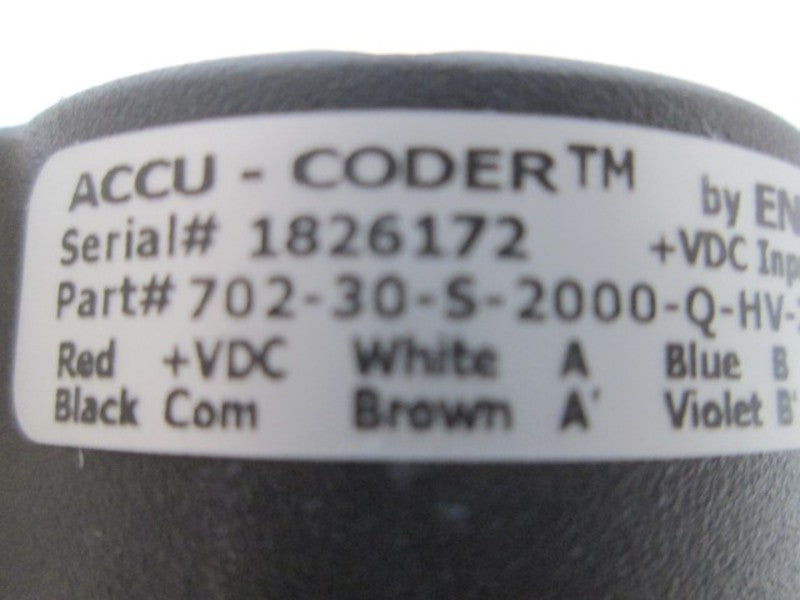 ACCU - CODER™ by EN
Serial# 1826172 +VDC Inp
Part# 702-30-S-2000-Q-HV-
Red +VDC White A Blue B
Black Com Brown A' Violet B'